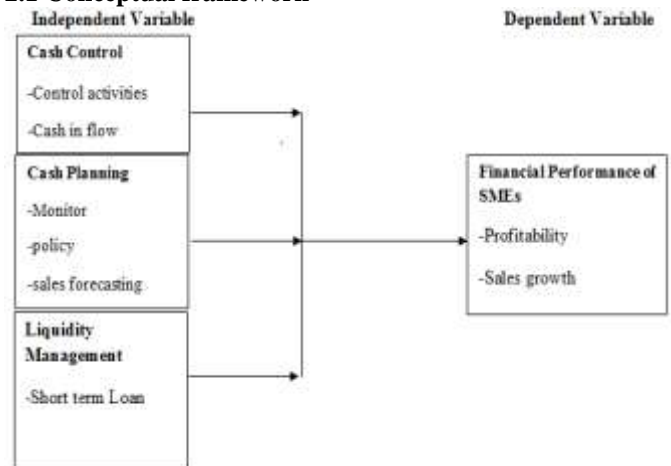 Independent Variable
Dependent Variable
Cash Control
-Control activities
-Cash in flow
Cash Planning
-Monitor
-policy
-sales forecasting
Liquidity
Management
-Short term Loan
Financial Performance of
SMEs
-Profitability
-Sales growth